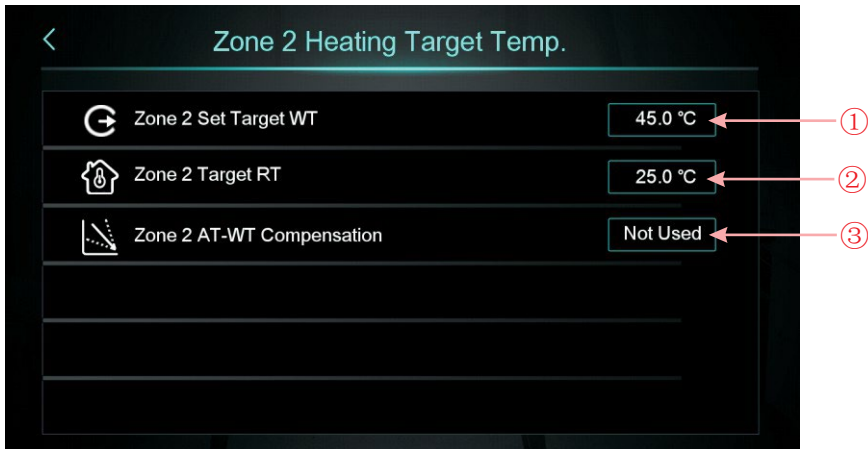 Zone 2 Heating Target Temp.
Zone 2 Set Target WT 45.0 ℃ ①
Zone 2 Target RT 25.0 ℃ ②
Zone 2 AT-WT Compensation Not Used ③